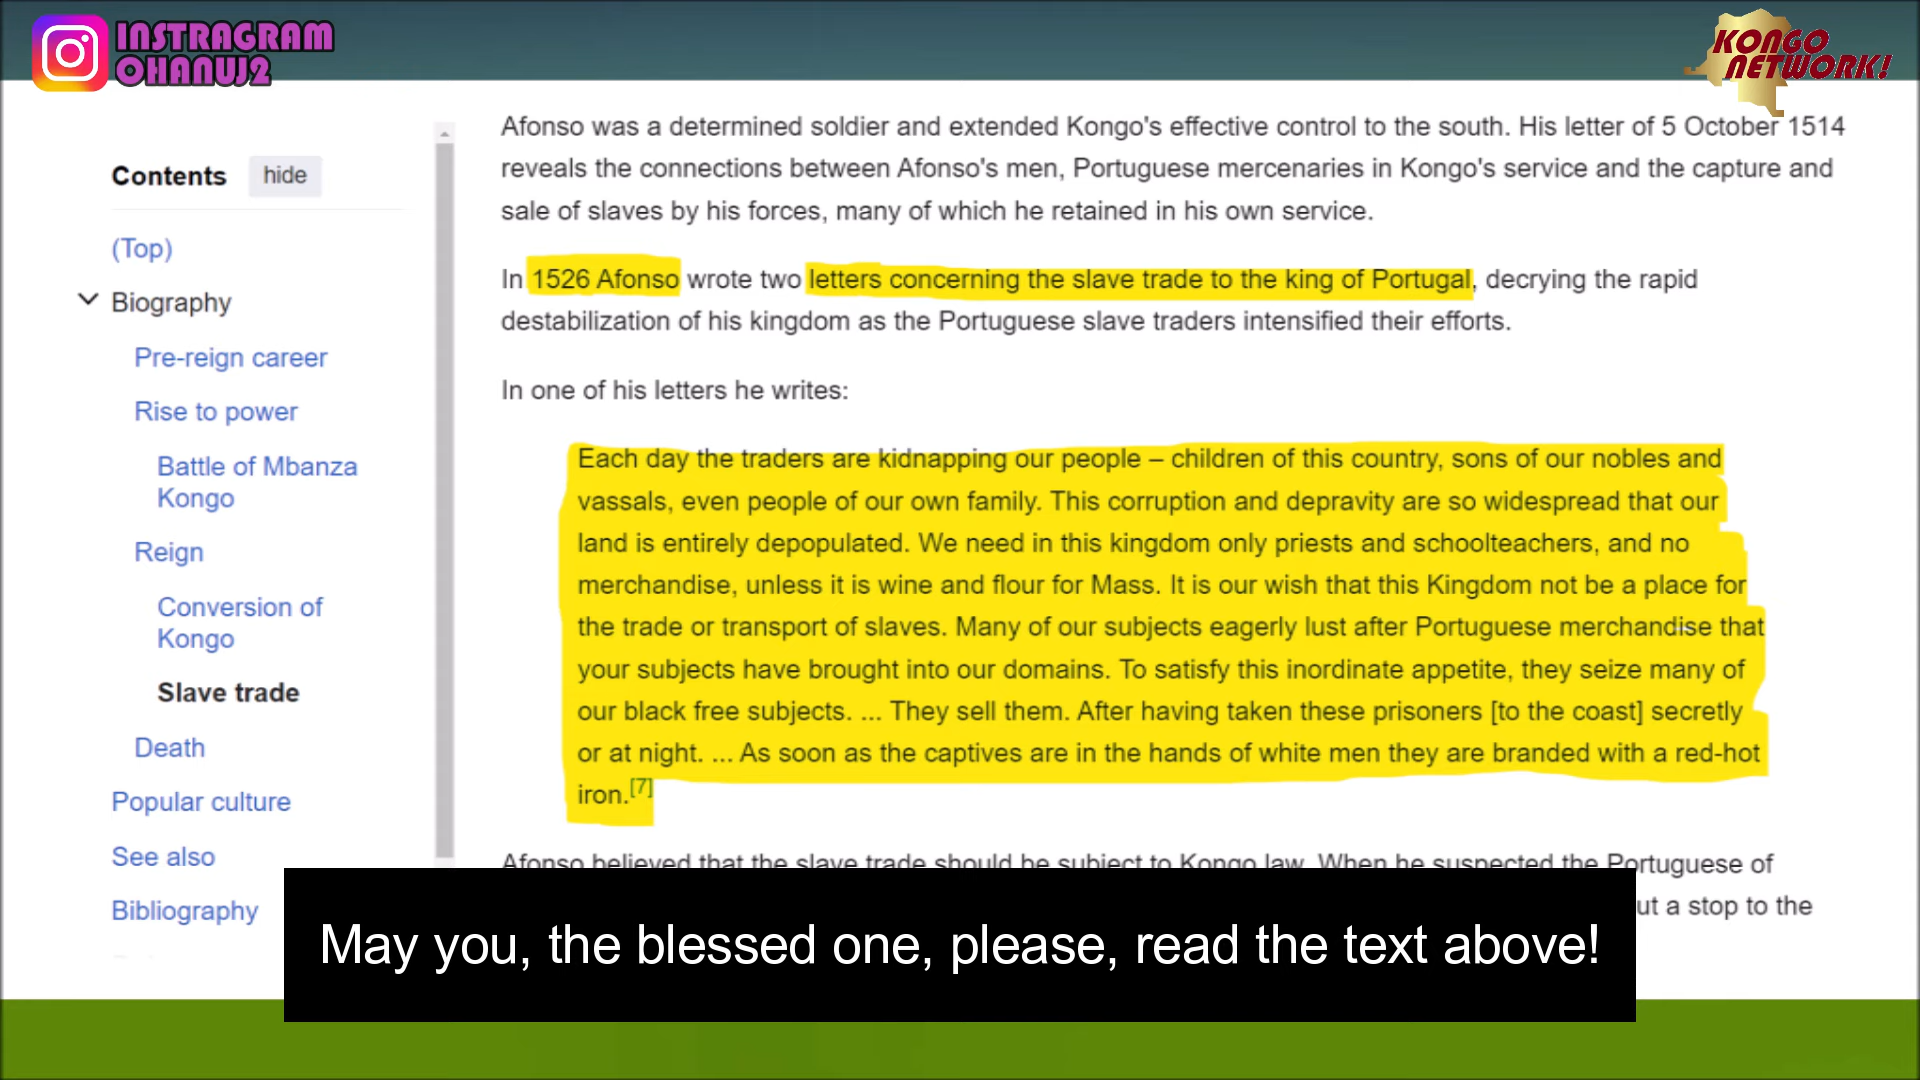 INSTRAGRAM
OHANUJ2
KONGO
NETWORK!
Contents hide
(Top)
Biography
Pre-reign career
Rise to power
Battle of Mbanza
Kongo
Reign
Conversion of
Kongo
Slave trade
Death
Popular culture
See also
Bibliography
Afonso was a determined soldier and extended Kongo's effective control to the south. His letter of 5 October 1514
reveals the connections between Afonso's men, Portuguese mercenaries in Kongo's service and the capture and
sale of slaves by his forces, many of which he retained in his own service.
In 1526 Afonso wrote two letters concerning the slave trade to the king of Portugal, decrying the rapid
destabilization of his kingdom as the Portuguese slave traders intensified their efforts.
In one of his letters he writes:
Each day the traders are kidnapping our people – children of this country, sons of our nobles and
vassals, even people of our own family. This corruption and depravity are so widespread that our
land is entirely depopulated. We need in this kingdom only priests and schoolteachers, and no
merchandise, unless it is wine and flour for Mass. It is our wish that this Kingdom not be a place for
the trade or transport of slaves. Many of our subjects eagerly lust after Portuguese merchandise that
your subjects have brought into our domains. To satisfy this inordinate appetite, they seize many of
our black free subjects. ... They sell them. After having taken these prisoners [to the coast] secretly
or at night. ... As soon as the captives are in the hands of white men they are branded with a red-hot
iron.[7]
Afonso believed that the slave trade should be subject to Kongo law. When he suspected the Portuguese of
a stop to the
May you, the blessed one, please, read the text above!